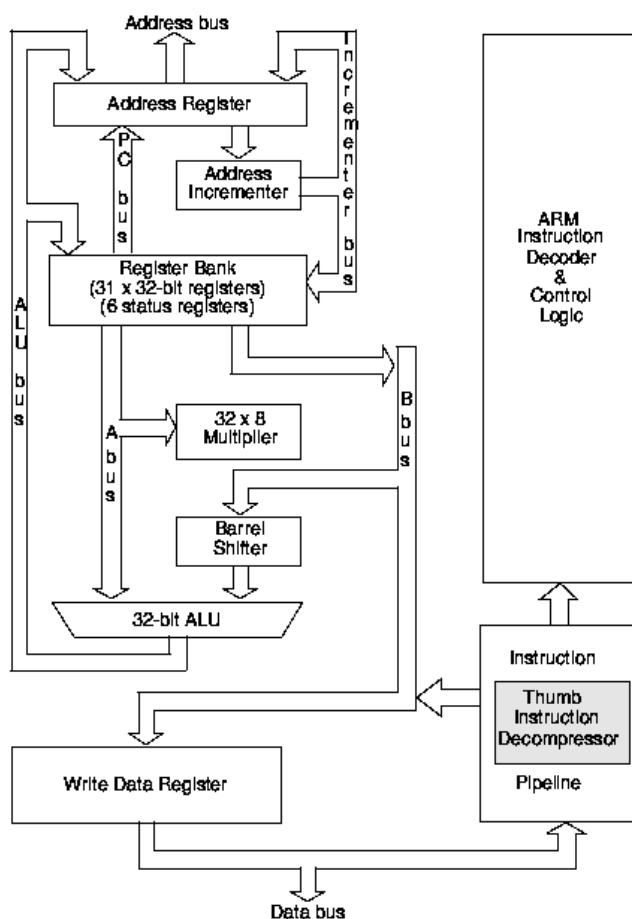 Address bus
Address Register
Incrementer bus
PC bus
Address
Incrementer
Register Bank
(31 x 32-bit registers)
(6 status registers)
ARM
Instruction
Decoder
&
Control
Logic
ALU bus
A bus
32 x 8
Multiplier
B bus
Barrel
Shifter
32-bit ALU
Instruction
Thumb
Instruction
Decompressor
Pipeline
Write Data Register
Data bus